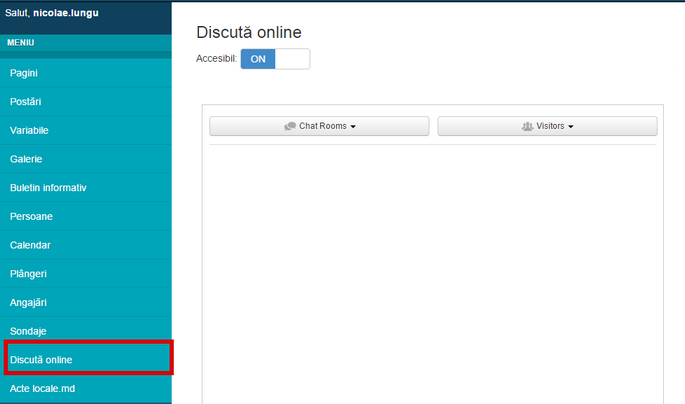 Salut, nicolae.lungu
MENIU
Pagini
Postări
Variabile
Galerie
Buletin informativ
Persoane
Calendar
Plângeri
Angajări
Sondaje
Discută online
Acte locale.md
Discută online
Accesibil: ON
Chat Rooms
Visitors